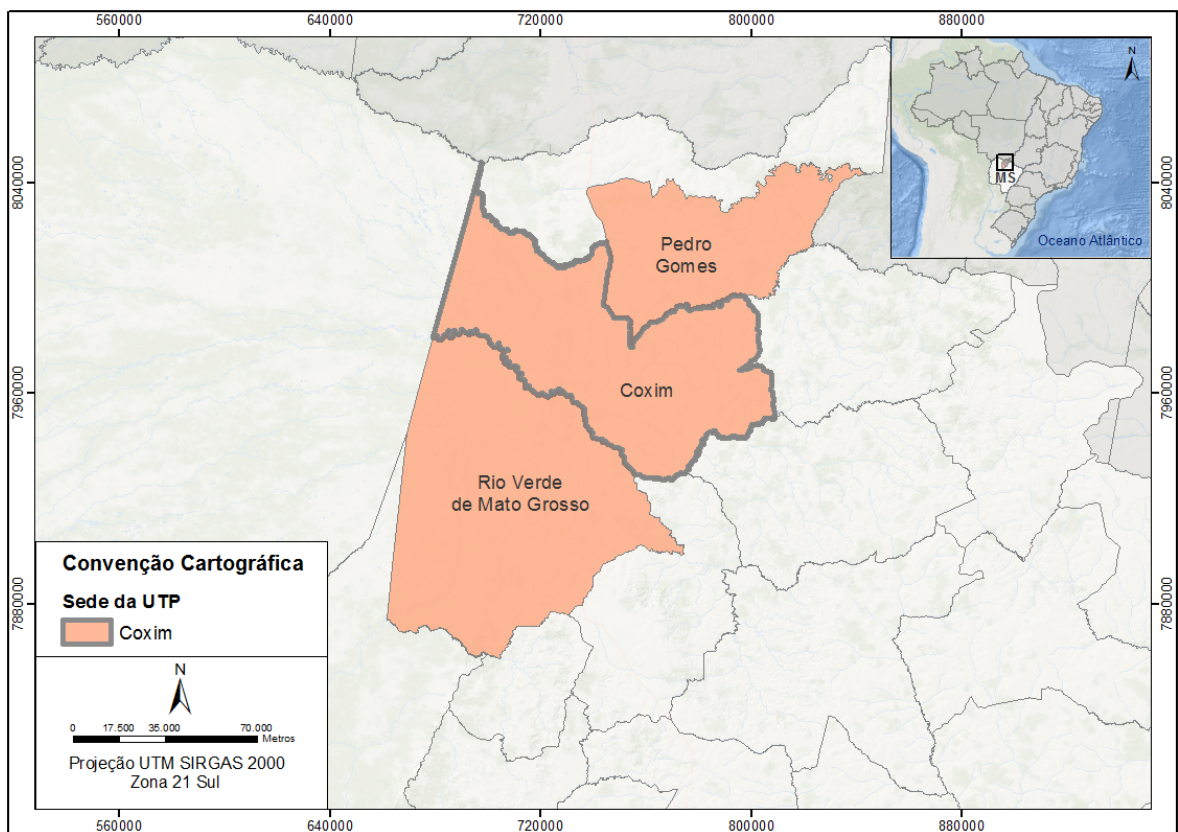 560000
640000
720000
800000
880000
N
MS
Oceano Atlântico
8040000
8040000
Pedro
Gomes
7960000
7960000
Coxim
Rio Verde
de Mato Grosso
7880000
7880000
Convenção Cartográfica
Sede da UTP
Coxim
N
0 17.500 35.000 70.000
Metros
Projeção UTM SIRGAS 2000
Zona 21 Sul
560000
640000
720000
800000
880000